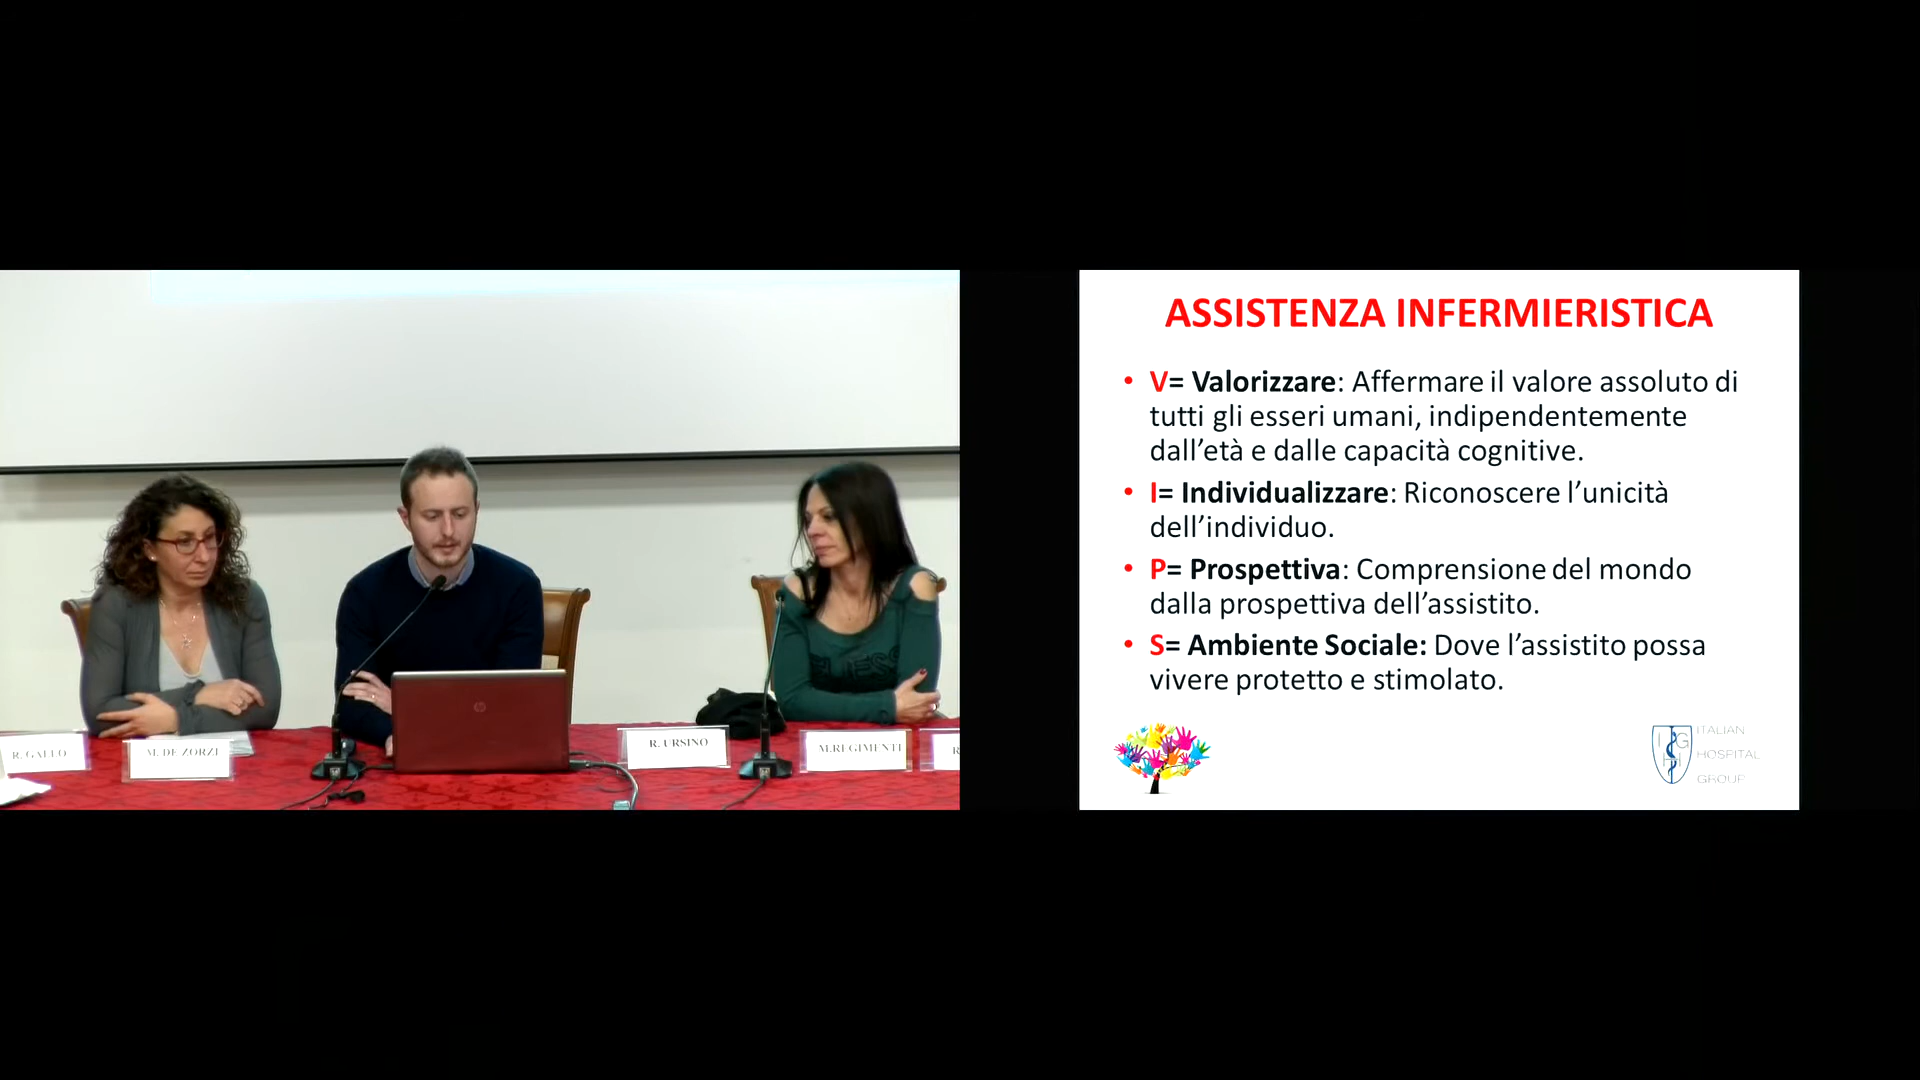 R. GALLO
M. DE ZORZI
R. URSINO
M.REGIMENTI
R
hp
ASSISTENZA INFERMIERISTICA
• V= Valorizzare: Affermare il valore assoluto di
tutti gli esseri umani, indipendentemente
dall’età e dalle capacità cognitive.
• I= Individualizzare: Riconoscere l’unicità
dell’individuo.
• P= Prospettiva: Comprensione del mondo
dalla prospettiva dell’assistito.
• S= Ambiente Sociale: Dove l’assistito possa
vivere protetto e stimolato.
I G
H
ITALIAN
HOSPITAL
GROUP